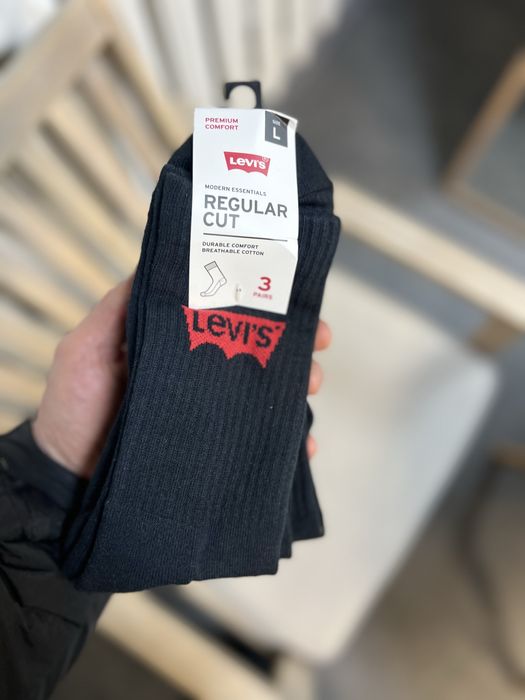 PREMIUM
COMFORT
SIZE
L
Levi's
MODERN ESSENTIALS
REGULAR
CUT
DURABLE COMFORT
BREATHABLE COTTON
3
PAIRS
Levi's